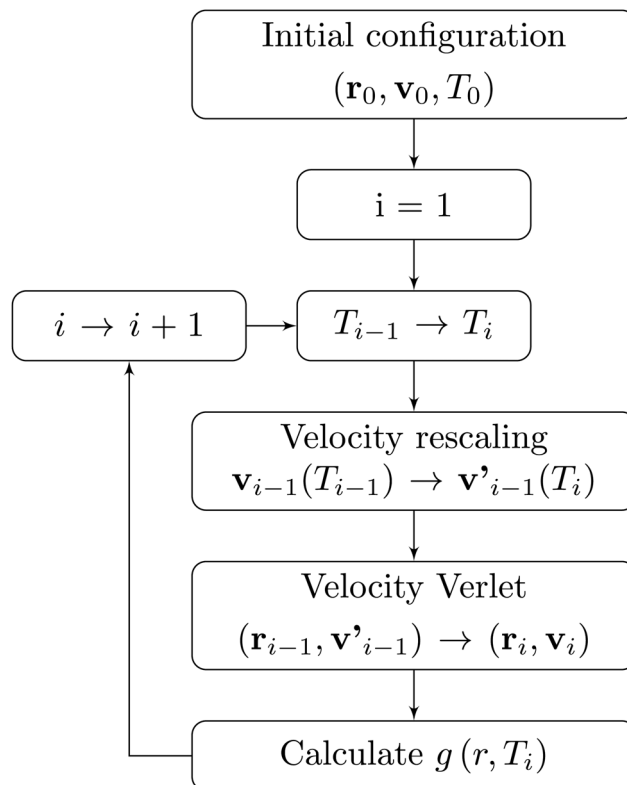 Initial configuration
(r₀, v₀, T₀)
i = 1
i → i + 1
Tᵢ₋₁ → Tᵢ
Velocity rescaling
vᵢ₋₁(Tᵢ₋₁) → v’ᵢ₋₁(Tᵢ)
Velocity Verlet
(rᵢ₋₁, v’ᵢ₋₁) → (rᵢ, vᵢ)
Calculate g (r, Tᵢ)